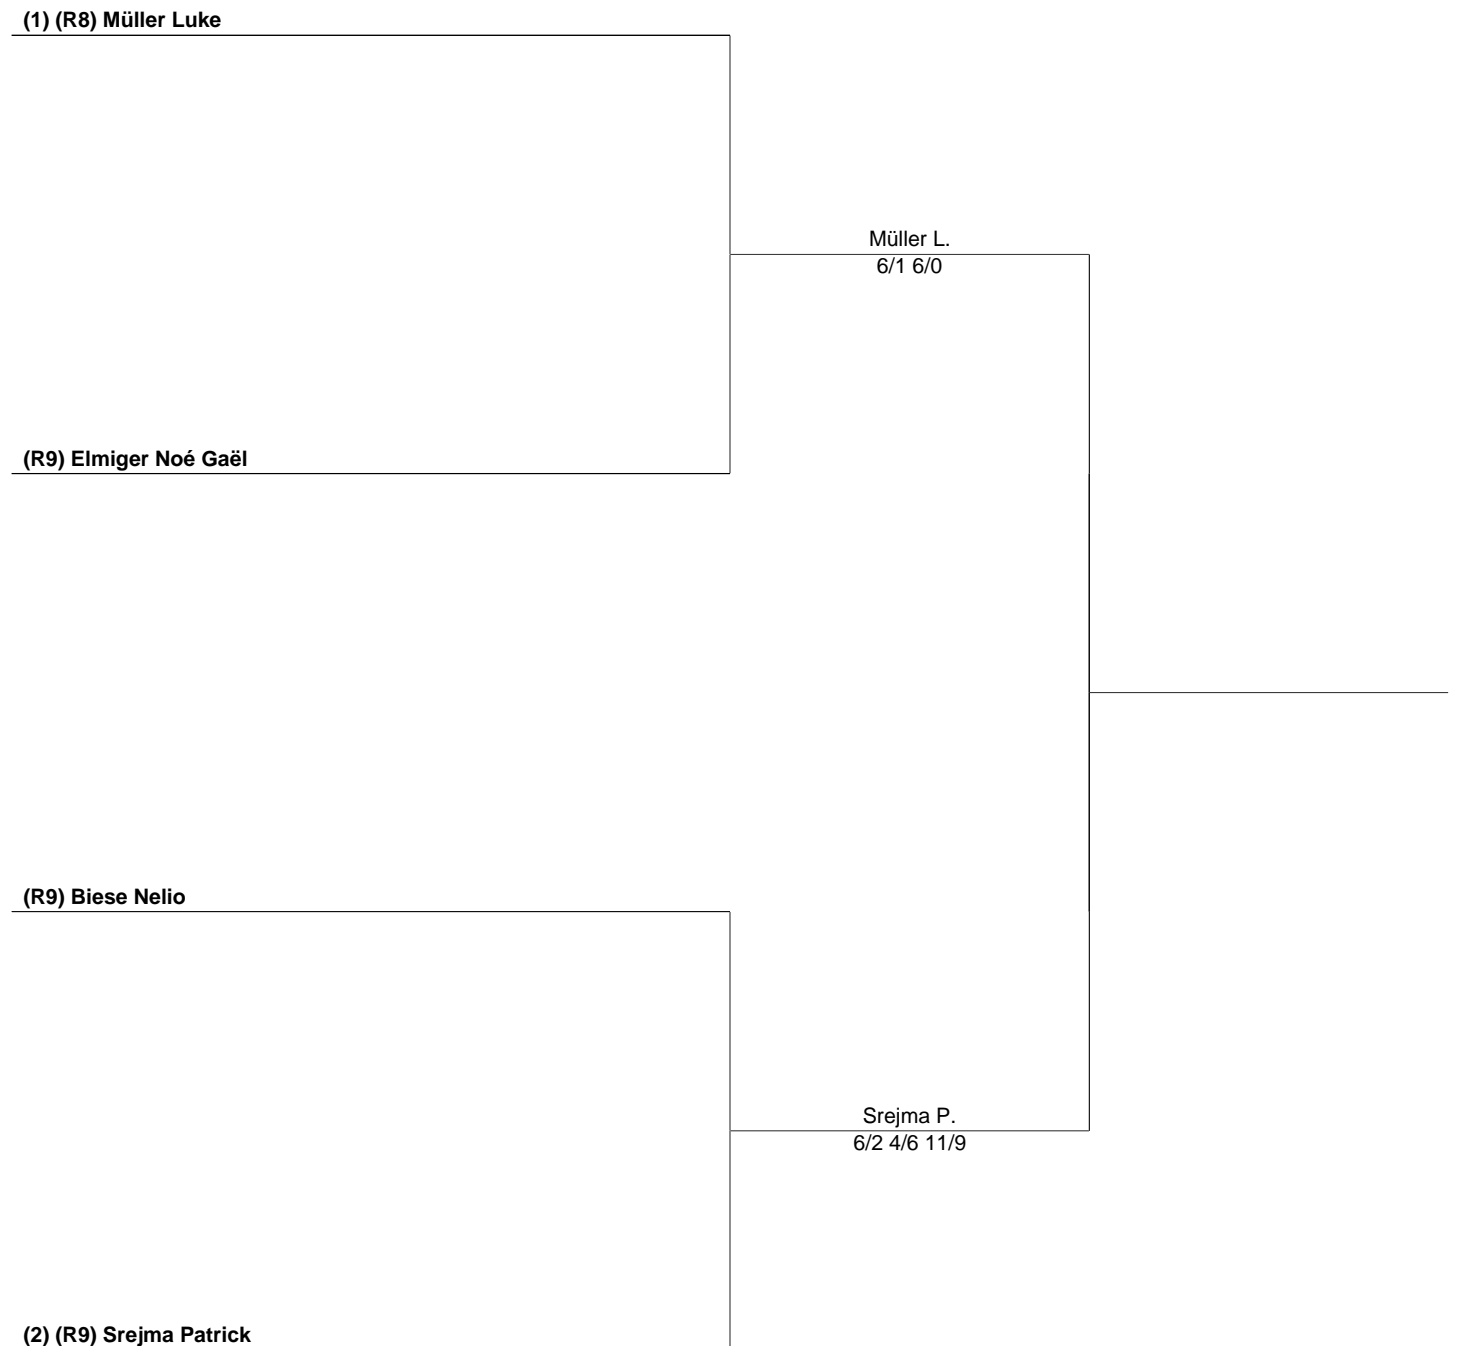 (1) (R8) Müller Luke
Müller L.
6/1 6/0
(R9) Elmiger Noé Gaël
(R9) Biese Nelio
Srejma P.
6/2 4/6 11/9
(2) (R9) Srejma Patrick